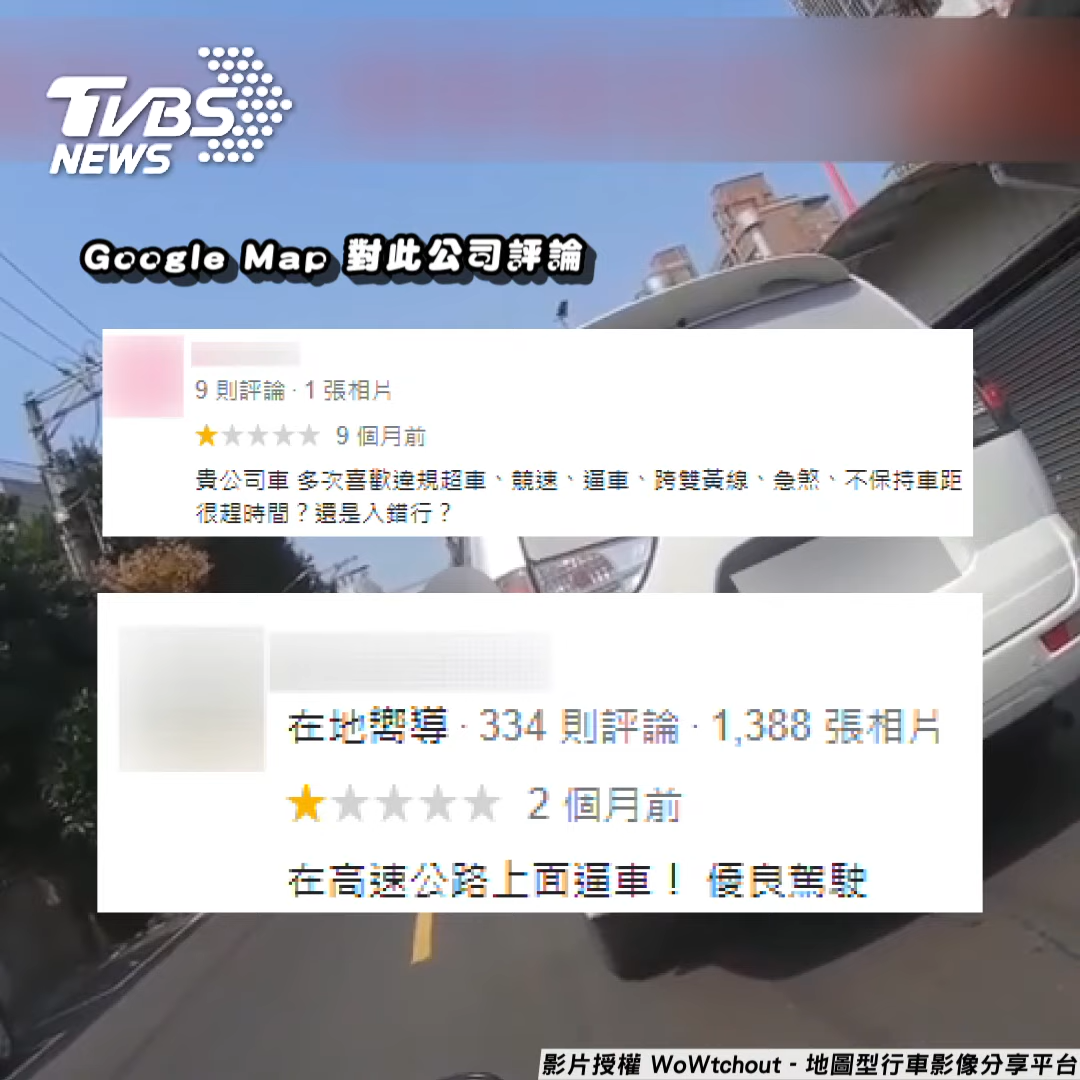 TVBS
NEWS
Google Map 對此公司評論
9 則評論 · 1 張相片
9 個月前
貴公司車 多次喜歡違規超車、競速、逼車、跨雙黃線、急煞、不保持車距
很趕時間？還是入錯行？
在地嚮導 · 334 則評論 · 1,388 張相片
2 個月前
在高速公路上面逼車！ 優良駕駛
影片授權 WoWtchout - 地圖型行車影像分享平台